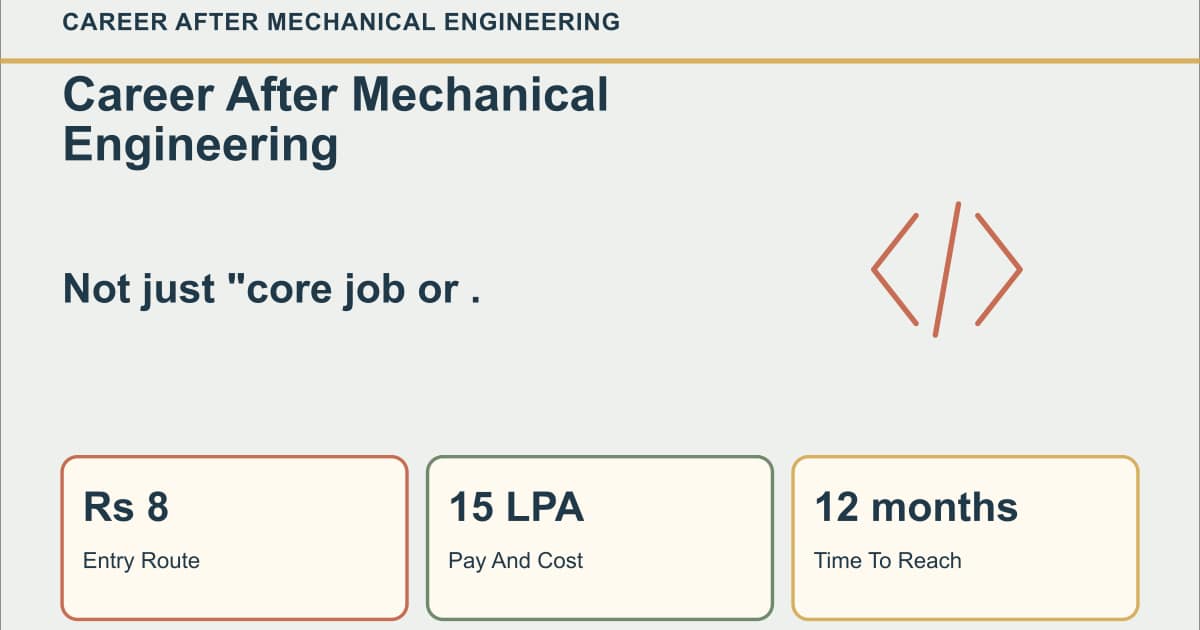 CAREER AFTER MECHANICAL ENGINEERING
Career After Mechanical
Engineering
Not just "core job or .
Rs 8
Entry Route
15 LPA
Pay And Cost
12 months
Time To Reach